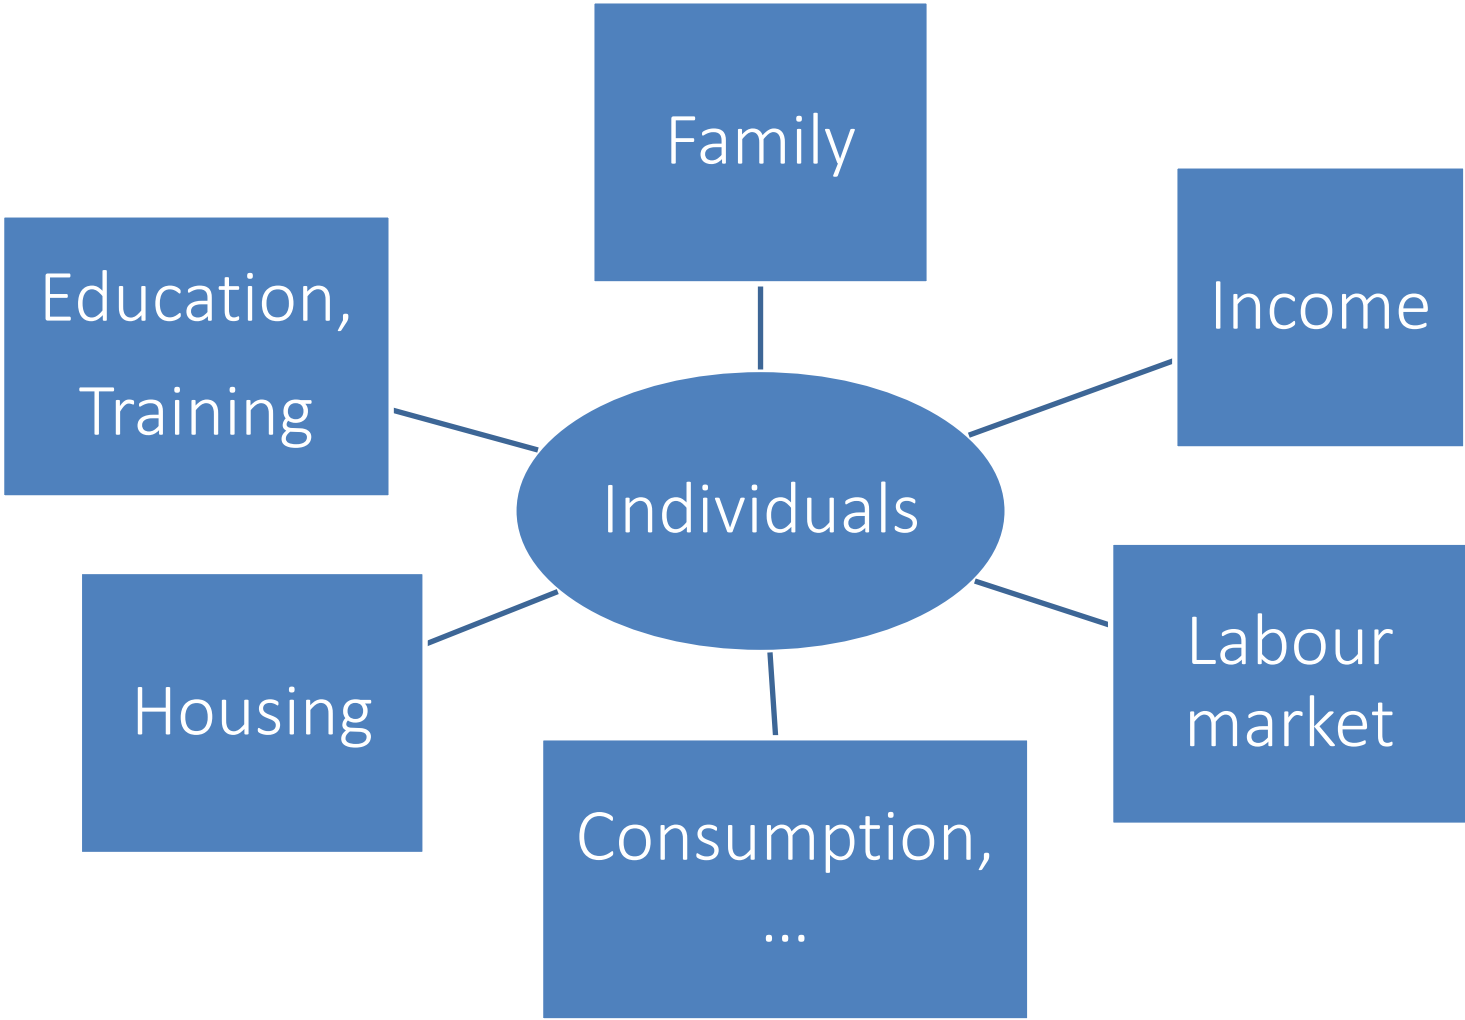 Family
Income
Education,
Training
Individuals
Labour
market
Housing
Consumption,
...